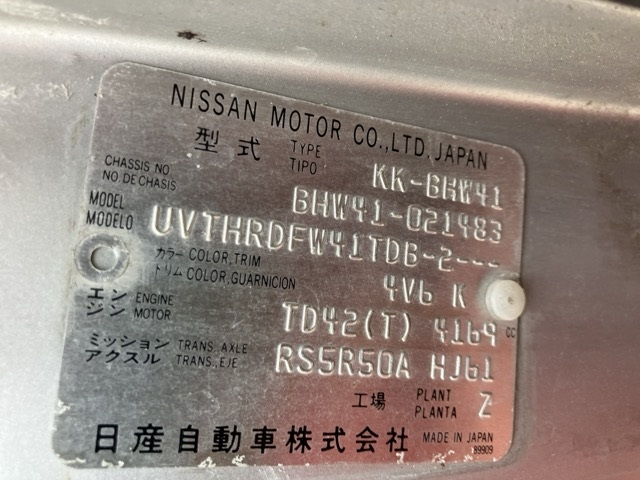 NISSAN MOTOR CO.,LTD.JAPAN
型式 TYPE TIPO KK-BHW41
CHASSIS NO NO DECHASIS BHW41-021483
MODEL MODELO UVTHRDFW41TDB-2---
カラー COLOR,TRIM
トリム COLOR,GUARNICION 4V6 K
エンジン ENGINE MOTOR TD42(T) 4169 CC
ミッション TRANS.,AXLE
アクスル TRANS.,EJE RS5R50A HJ61
工場 PLANT PLANTA Z
日産自動車株式会社 MADE IN JAPAN
89909